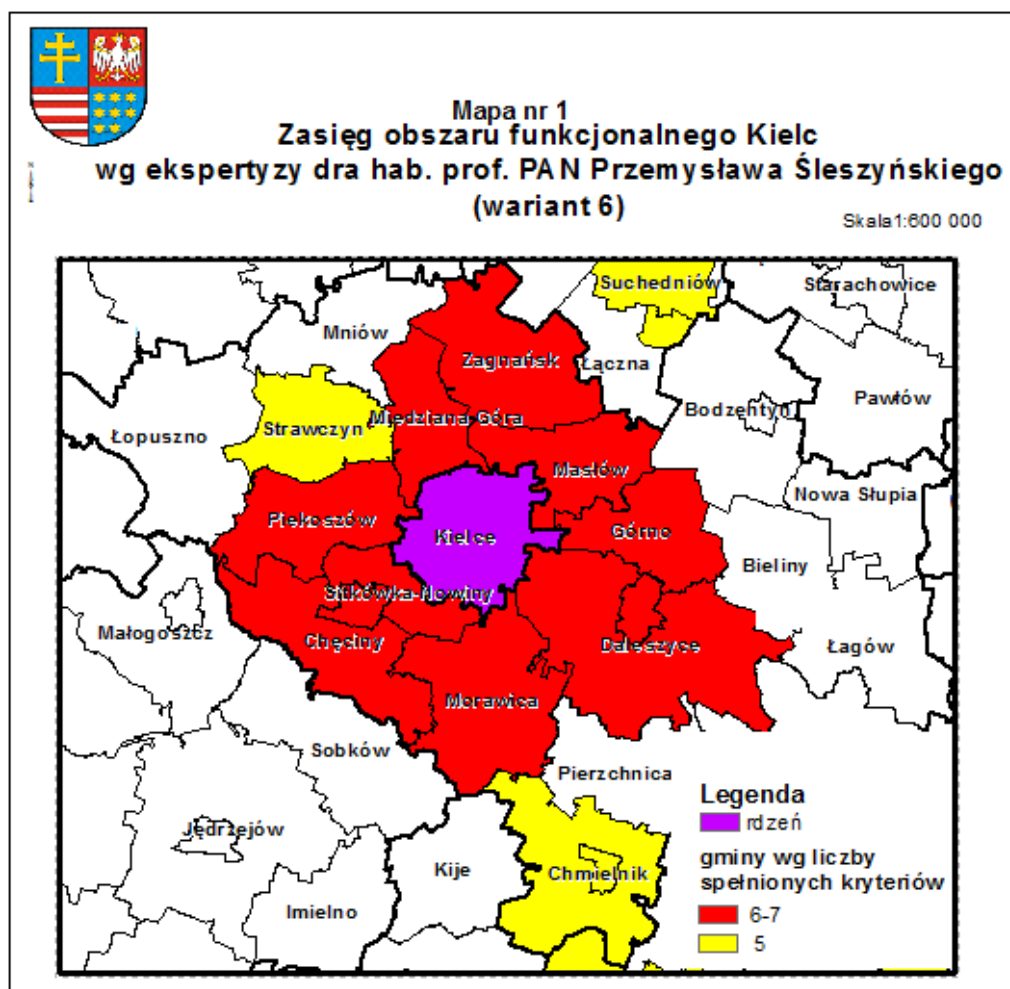 Mapa nr 1
Zasięg obszaru funkcjonalnego Kielc
wg ekspertyzy dra hab. prof. PAN Przemysława Śleszyńskiego
(wariant 6)
Skala1:600 000
Suchedniów
Starachowice
Mniów
Zagnańsk
Łączna
Pawłów
Bodzentyn
Miedziana Góra
Strawczyn
Łopuszno
Masłów
Nowa Słupia
Piekoszów
Kielce
Górno
Bieliny
Sitkówka-Nowiny
Małogoszcz
Chęciny
Daleszyce
Łagów
Morawica
Sobków
Pierzchnica
Jędrzejów
Kije
Chmielnik
Imielno
Legenda
rdzeń
gminy wg liczby
spełnionych kryteriów
6-7
5